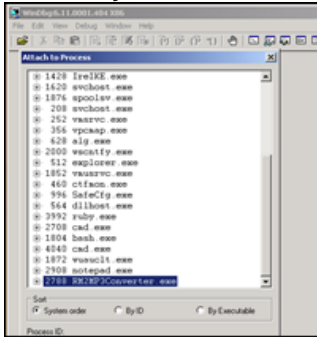 WinDbg:6.11.0001.404 X86
File Edit View Debug Window Help
Attach to Process
1428 IreIKE.exe
1620 svchost.exe
1876 spoolsv.exe
208 svchost.exe
252 vmsrvc.exe
356 vpcmap.exe
628 alg.exe
2000 wscntfy.exe
512 explorer.exe
1852 vmusrvc.exe
460 ctfmon.exe
996 SafeCfg.exe
564 dllhost.exe
3992 ruby.exe
2708 cmd.exe
1804 bash.exe
4040 cmd.exe
1872 wuauclt.exe
2908 notepad.exe
2788 RM2MP3Converter.exe
Sort
System order By ID By Executable
Process ID: